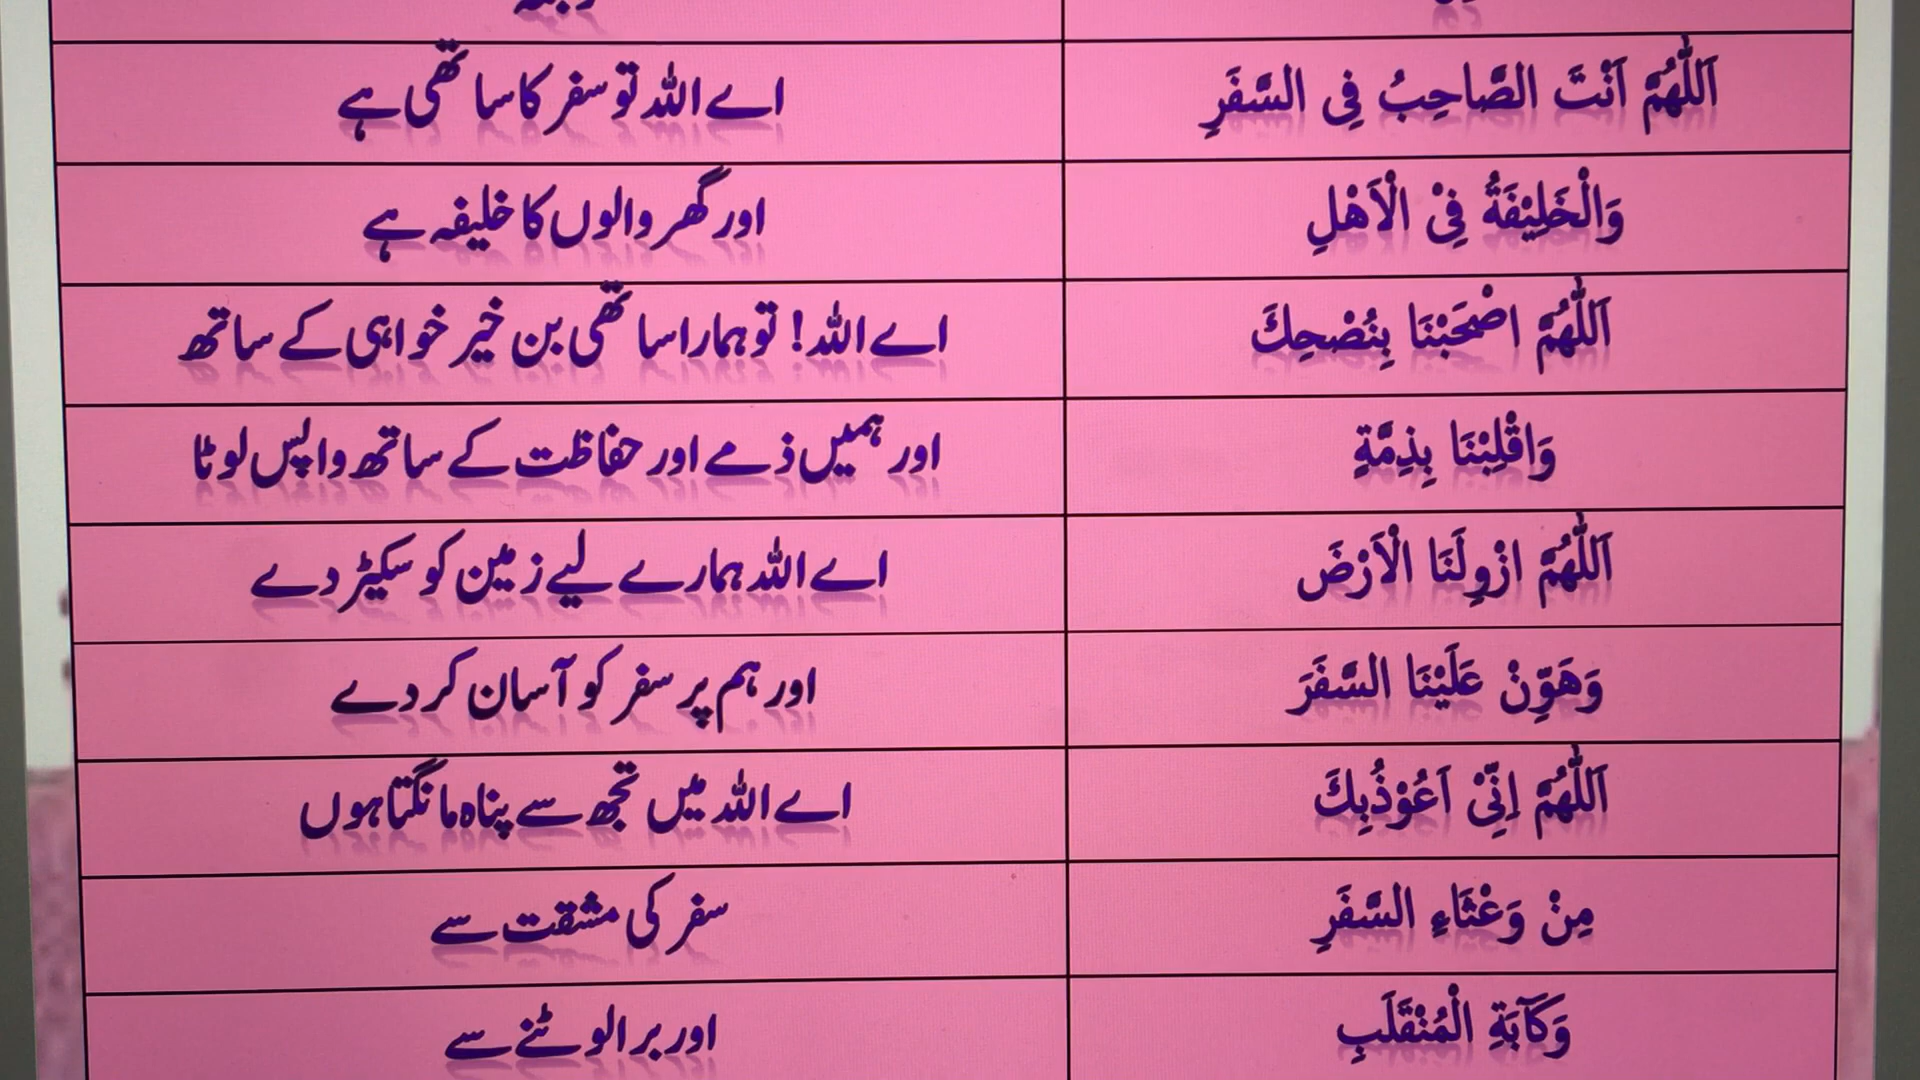 اَللّٰهُمَّ اَنْتَ الصَّاحِبُ فِی السَّفَرِ اے اللہ تو سفر کا ساتھی ہے
وَالْخَلِیْفَةُ فِیْ الْاَهْلِ اور گھر والوں کا خلیفہ ہے
اَللّٰهُمَّ اصْحَبْنَا بِنُصْحِكَ اے اللہ! تو ہمارا ساتھی بن خیر خواہی کے ساتھ
وَاقْلِبْنَا بِذِمَّةٍ اور ہمیں ذمے اور حفاظت کے ساتھ واپس لوٹا
اَللّٰهُمَّ ازْوِلَنَا الْاَرْضَ اے اللہ ہمارے لیے زمین کو سکیڑ دے
وَهَوِّنْ عَلَیْنَا السَّفَرَ اور ہم پر سفر کو آسان کر دے
اَللّٰهُمَّ اِنِّیْ اَعُوْذُبِكَ اے اللہ میں تجھ سے پناہ مانگتا ہوں
مِنْ وَعْثَاءِ السَّفَرِ سفر کی مشقت سے
وَكَآبَةِ الْمُنْقَلَبِ اور برا لوٹنے سے